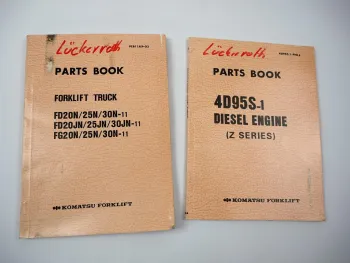 Lückerroth
PARTS BOOK
FORKLIFT TRUCK
FD20N/25N/30N-11
FD20JN/25JN/30JN-11
FG20N/25N/30N-11
KOMATSU FORKLIFT
Lückerroth
PARTS BOOK
4D95S-1
DIESEL ENGINE
(Z SERIES)
KOMATSU FORKLIFT